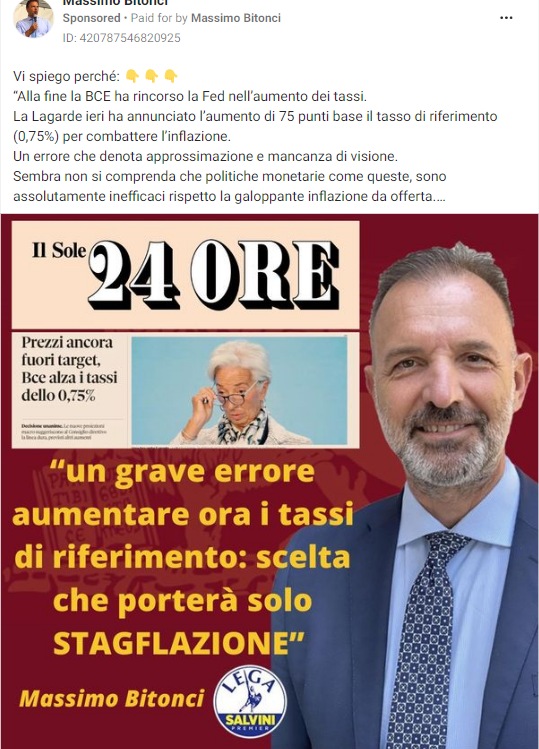 Massimo Bitonci
Sponsored • Paid for by Massimo Bitonci
ID: 420787546820925
Vi spiego perché: 👇 👇 👇
“Alla fine la BCE ha rincorso la Fed nell’aumento dei tassi.
La Lagarde ieri ha annunciato l’aumento di 75 punti base il tasso di riferimento
(0,75%) per combattere l’inflazione.
Un errore che denota approssimazione e mancanza di visione.
Sembra non si comprenda che politiche monetarie come queste, sono
assolutamente inefficaci rispetto la galoppante inflazione da offerta....
Il Sole
24 ORE
Prezzi ancora
fuori target,
Bce alza i tassi
dello 0,75%
Decisione unanime. Le nuove proiezioni
“un grave errore
aumentare ora i tassi
di riferimento: scelta
che porterà solo
STAGFLAZIONE”
Massimo Bitonci
LEGA
SALVINI
PREMIER